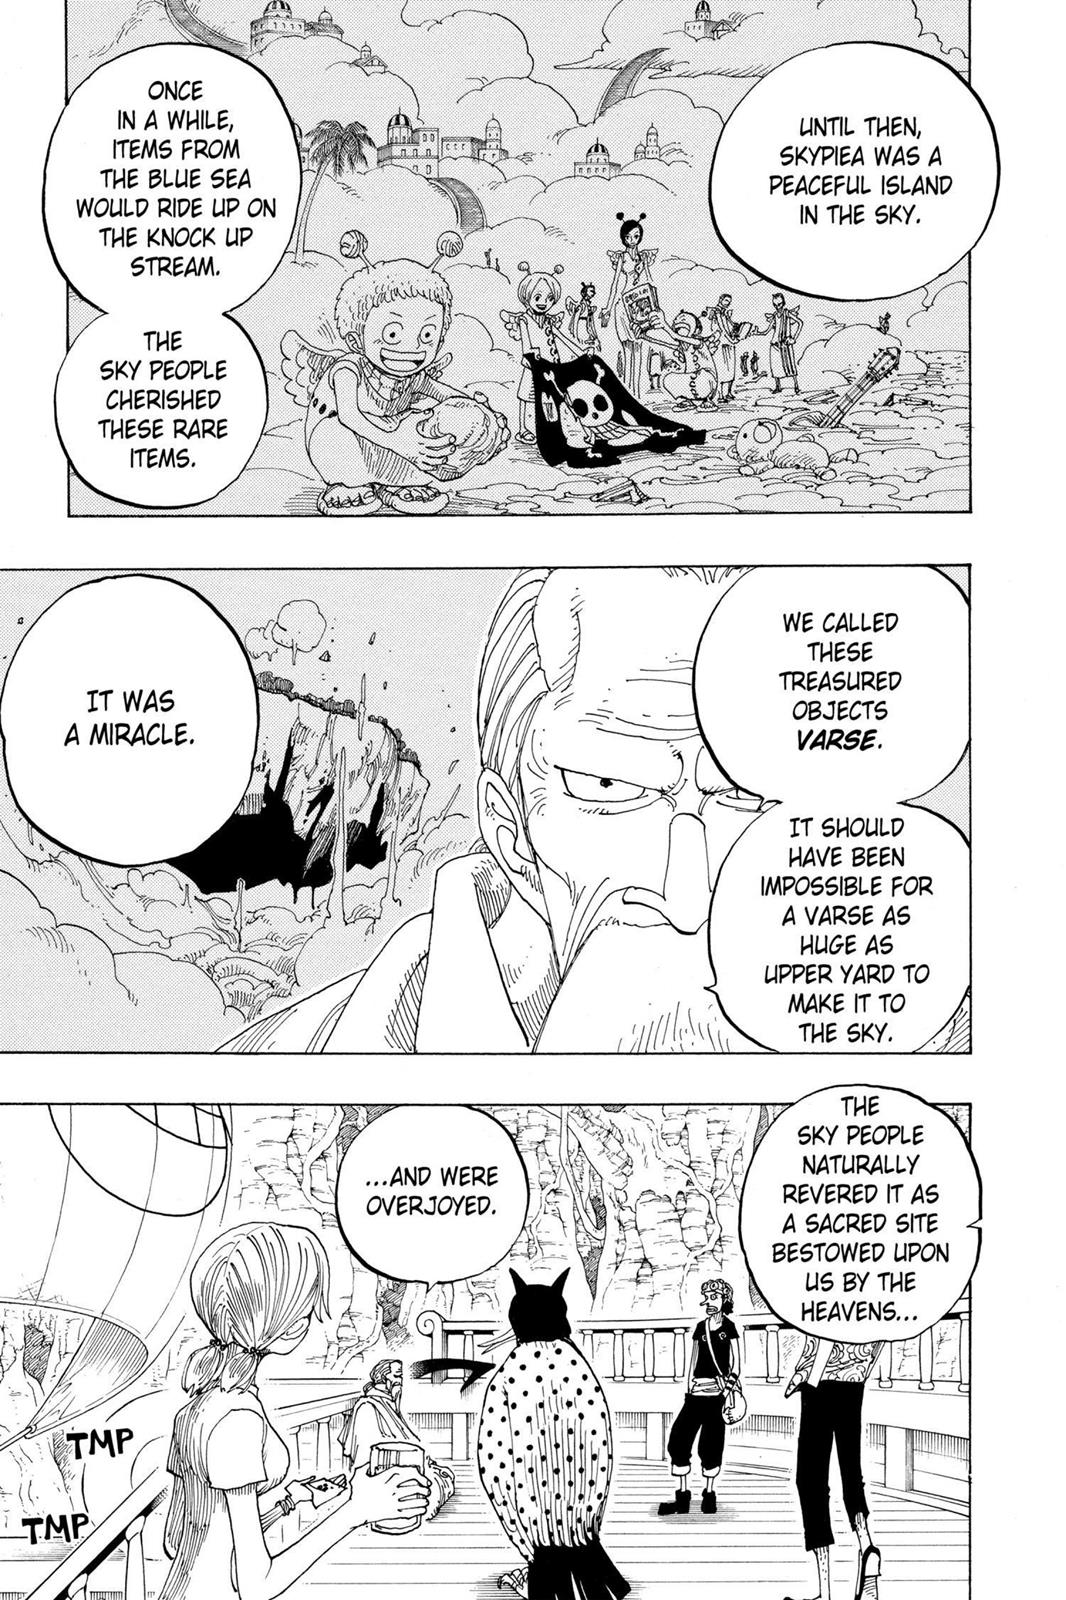 UNTIL THEN,
SKYPIEA WAS A
PEACEFUL ISLAND
IN THE SKY.
ONCE
IN A WHILE,
ITEMS FROM
THE BLUE SEA
WOULD RIDE UP ON
THE KNOCK UP
STREAM.
THE
SKY PEOPLE
CHERISHED
THESE RARE
ITEMS.
WE CALLED
THESE
TREASURED
OBJECTS
VARSE.
IT SHOULD
HAVE BEEN
IMPOSSIBLE FOR
A VARSE AS
HUGE AS
UPPER YARD TO
MAKE IT TO
THE SKY.
IT WAS
A MIRACLE.
THE
SKY PEOPLE
NATURALLY
REVERED IT AS
A SACRED SITE
BESTOWED UPON
US BY THE
HEAVENS...
...AND WERE
OVERJOYED.
TMP
TMP